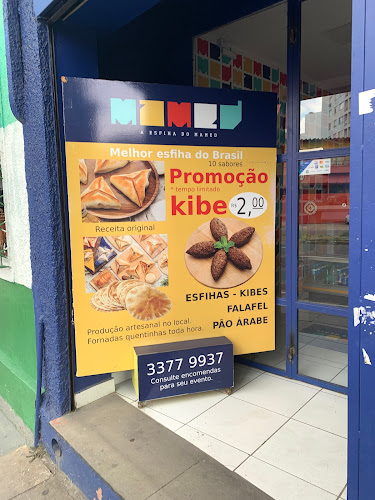 MAMED
A ESFIHA DO MAMED
Melhor esfiha do Brasil
10 sabores
Promoção
* tempo limitado
kibe R$ 2,00
Receita original
ESFIHAS - KIBES
FALAFEL
PÃO ÁRABE
Produção artesanal no local.
Fornadas quentinhas toda hora.
3377 9937
Consulte encomendas
para seu evento.